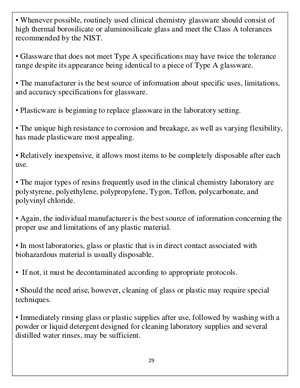 • Whenever possible, routinely used clinical chemistry glassware should consist of
high thermal borosilicate or aluminosilicate glass and meet the Class A tolerances
recommended by the NIST.
• Glassware that does not meet Type A specifications may have twice the tolerance
range despite its appearance being identical to a piece of Type A glassware.
• The manufacturer is the best source of information about specific uses, limitations,
and accuracy specifications for glassware.
• Plasticware is beginning to replace glassware in the laboratory setting.
• The unique high resistance to corrosion and breakage, as well as varying flexibility,
has made plasticware most appealing.
• Relatively inexpensive, it allows most items to be completely disposable after each
use.
• The major types of resins frequently used in the clinical chemistry laboratory are
polystyrene, polyethylene, polypropylene, Tygon, Teflon, polycarbonate, and
polyvinyl chloride.
• Again, the individual manufacturer is the best source of information concerning the
proper use and limitations of any plastic material.
• In most laboratories, glass or plastic that is in direct contact associated with
biohazardous material is usually disposable.
• If not, it must be decontaminated according to appropriate protocols.
• Should the need arise, however, cleaning of glass or plastic may require special
techniques.
• Immediately rinsing glass or plastic supplies after use, followed by washing with a
powder or liquid detergent designed for cleaning laboratory supplies and several
distilled water rinses, may be sufficient.
29